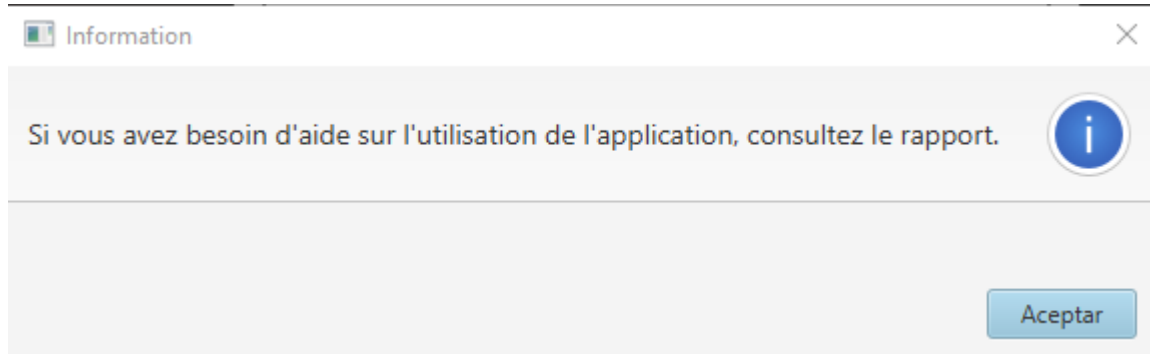 Information
Si vous avez besoin d'aide sur l'utilisation de l'application, consultez le rapport.
Aceptar